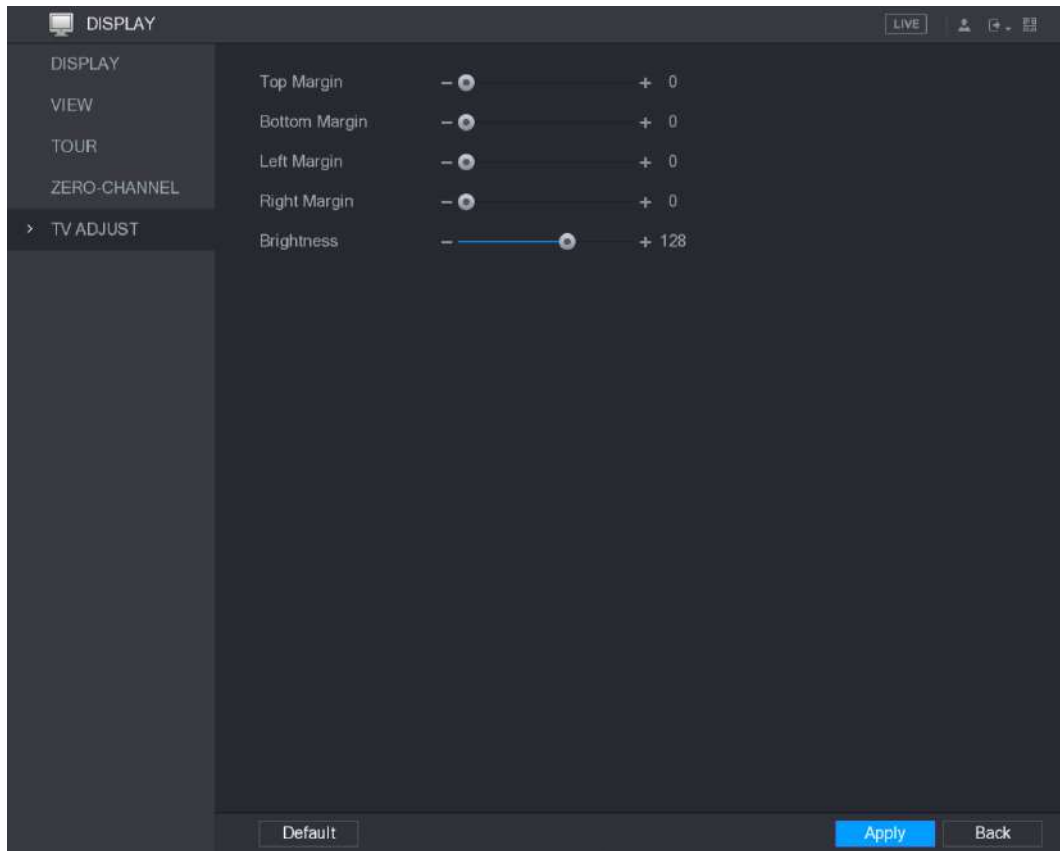 DISPLAY
LIVE
DISPLAY
VIEW
TOUR
ZERO-CHANNEL
> TV ADJUST
Top Margin - + 0
Bottom Margin - + 0
Left Margin - + 0
Right Margin - + 0
Brightness - + 128
Default
Apply
Back